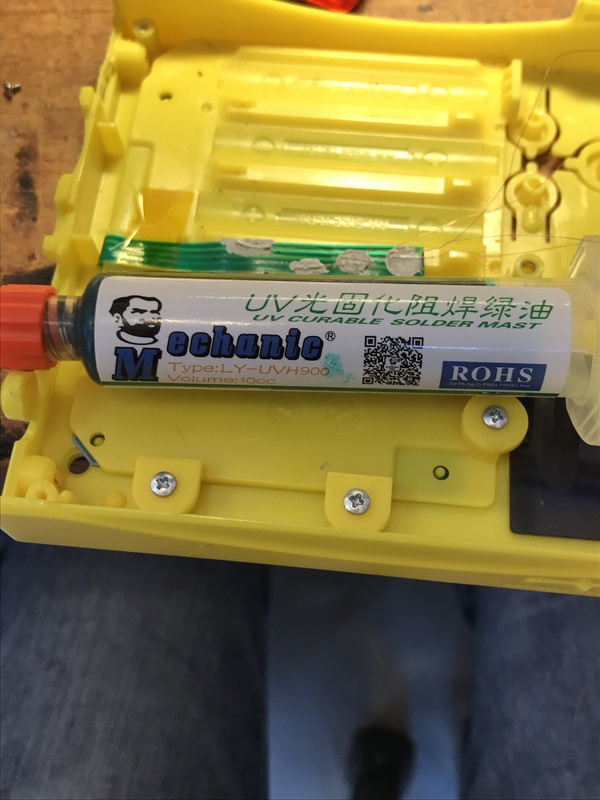 UV光固化阻焊绿油
UV CURABLE SOLDER MAST
Mechanic®
Type:LY-UVH900
Volume:10cc
ROHS